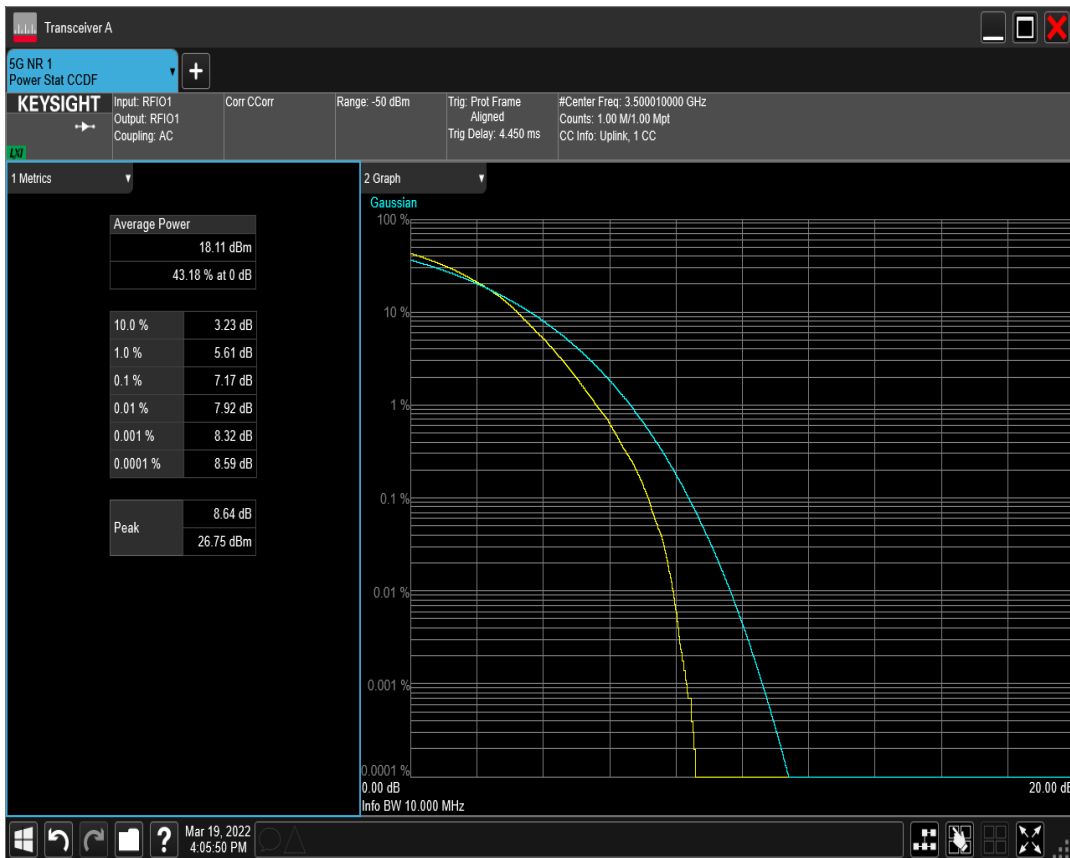 Transceiver A
5G NR 1
Power Stat CCDF
+
KEYSIGHT
LXI
Input: RFIO1
Output: RFIO1
Coupling: AC
Corr CCorr
Range: -50 dBm
Trig: Prot Frame
Aligned
Trig Delay: 4.450 ms
#Center Freq: 3.500010000 GHz
Counts: 1.00 M/1.00 Mpt
CC Info: Uplink, 1 CC
1 Metrics
Average Power
18.11 dBm
43.18 % at 0 dB
10.0 % 3.23 dB
1.0 % 5.61 dB
0.1 % 7.17 dB
0.01 % 7.92 dB
0.001 % 8.32 dB
0.0001 % 8.59 dB
Peak
8.64 dB
26.75 dBm
2 Graph
Gaussian
100 %
10 %
1 %
0.1 %
0.01 %
0.001 %
0.0001 %
0.00 dB 20.00 dB
Info BW 10.000 MHz
?
Mar 19, 2022
4:05:50 PM